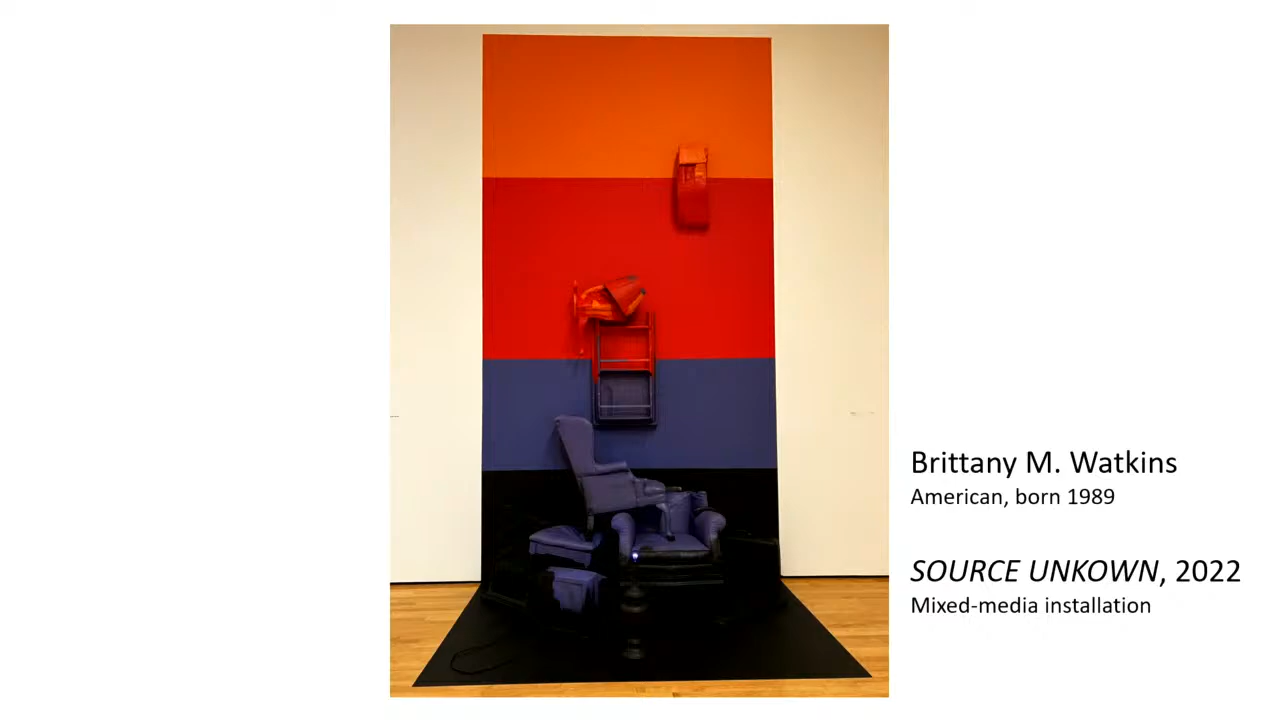 Brittany M. Watkins
American, born 1989
SOURCE UNKOWN, 2022
Mixed-media installation